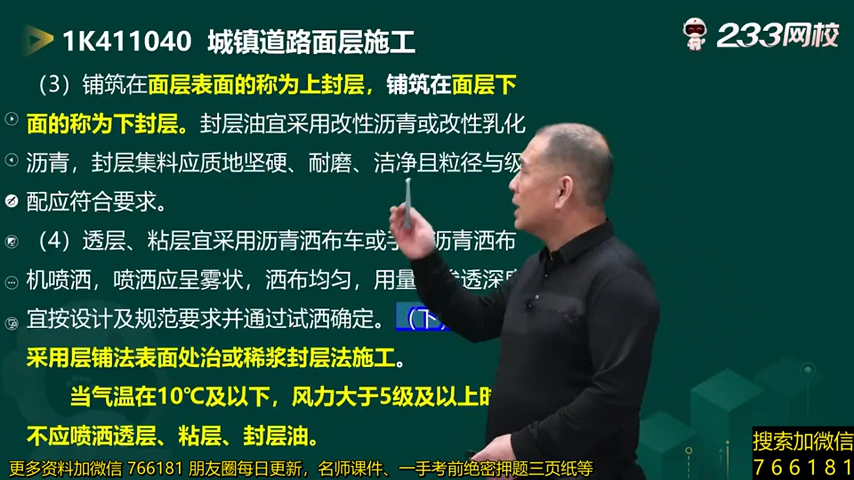 1K411040 城镇道路面层施工
233网校
（3）铺筑在面层表面的称为上封层，铺筑在面层下
面的称为下封层。封层油宜采用改性沥青或改性乳化
沥青，封层集料应质地坚硬、耐磨、洁净且粒径与级
配应符合要求。
（4）透层、粘层宜采用沥青洒布车或手 沥青洒布
机喷洒，喷洒应呈雾状，洒布均匀，用量 渗透深度
宜按设计及规范要求并通过试洒确定。（下）
采用层铺法表面处治或稀浆封层法施工。
当气温在10℃及以下，风力大于5级及以上时
不应喷洒透层、粘层、封层油。
搜索加微信
766181
更多资料加微信 766181 朋友圈每日更新，名师课件、一手考前绝密押题三页纸等